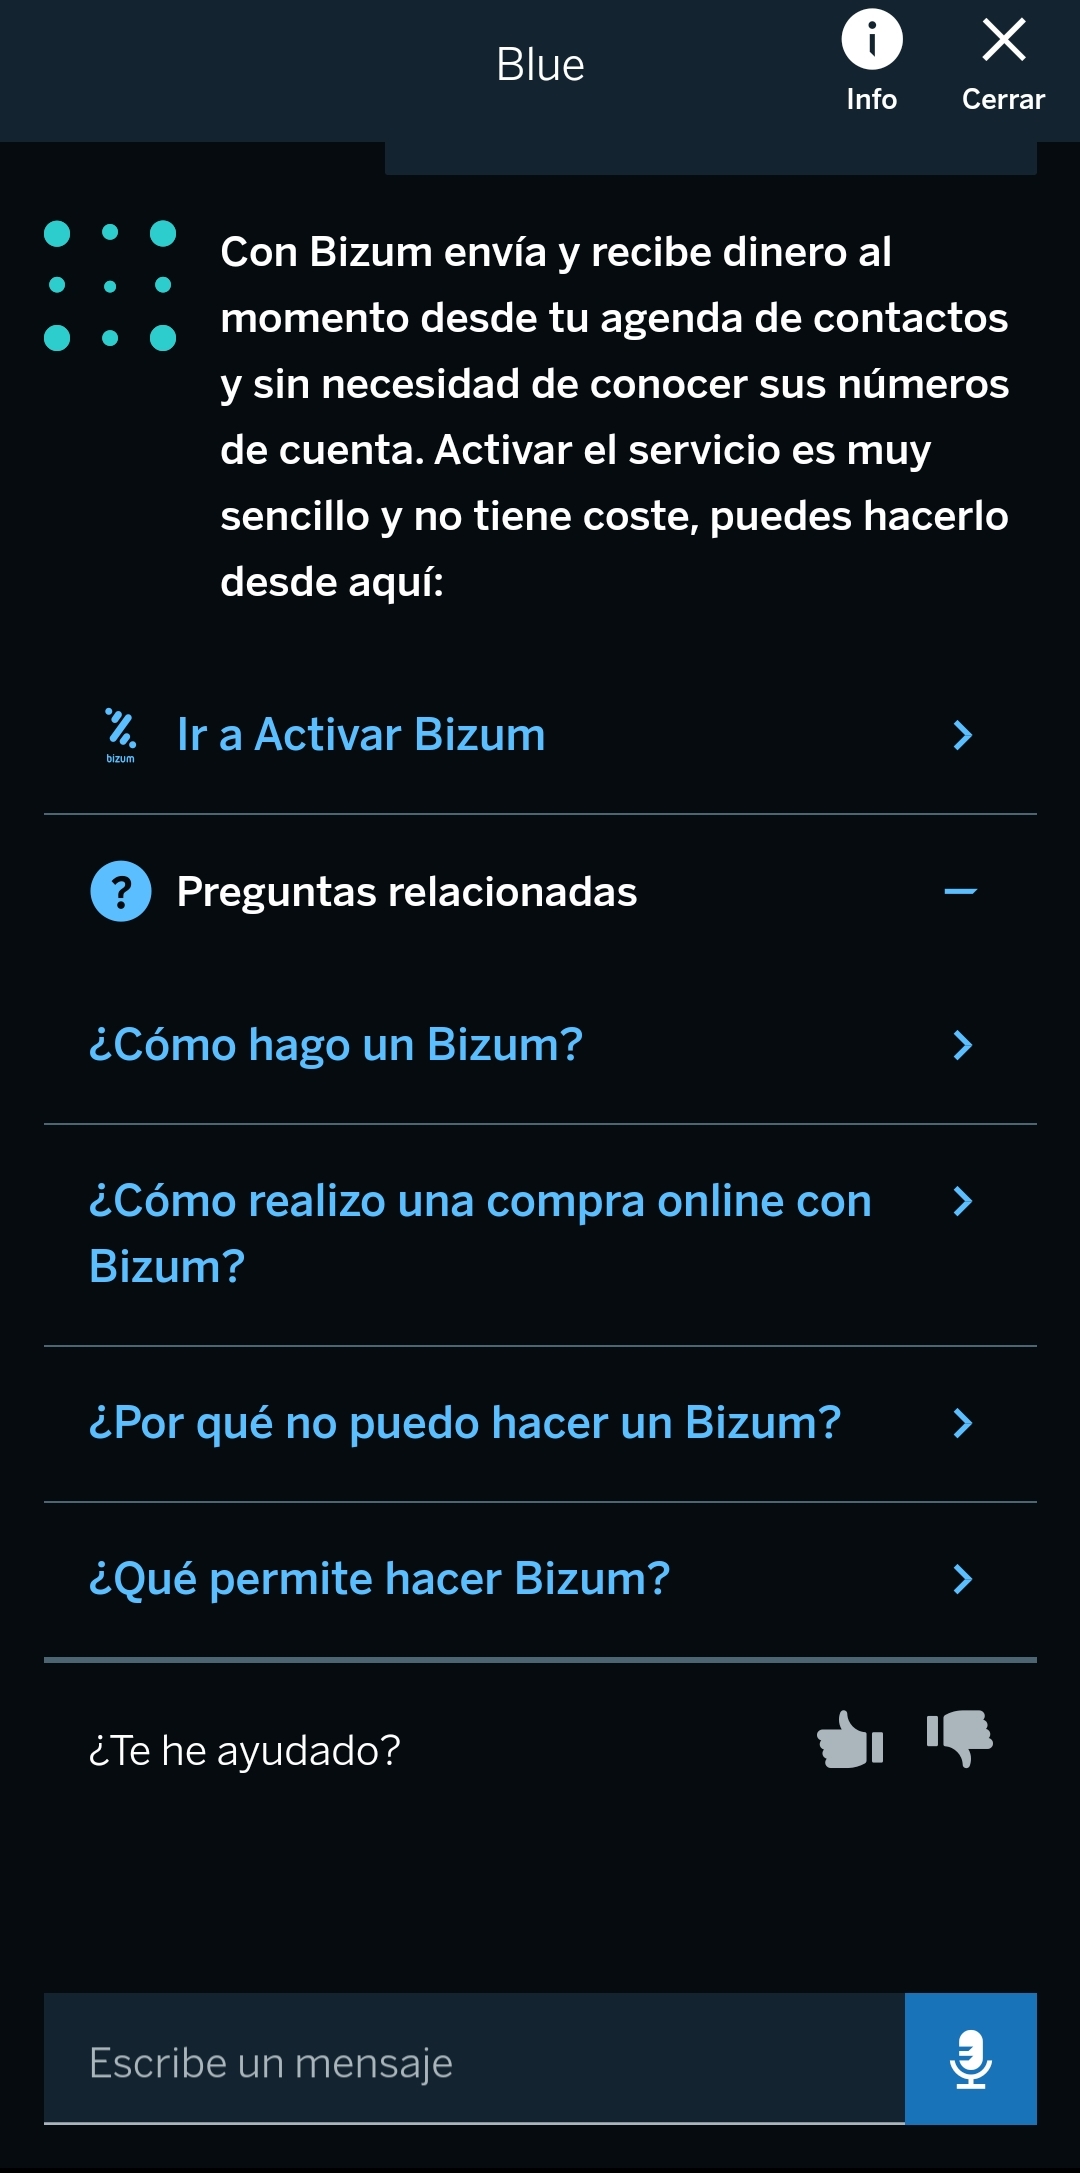 Blue
Info
Cerrar
Con Bizum envía y recibe dinero al
momento desde tu agenda de contactos
y sin necesidad de conocer sus números
de cuenta. Activar el servicio es muy
sencillo y no tiene coste, puedes hacerlo
desde aquí:
bizum
Ir a Activar Bizum
? Preguntas relacionadas
¿Cómo hago un Bizum?
¿Cómo realizo una compra online con
Bizum?
¿Por qué no puedo hacer un Bizum?
¿Qué permite hacer Bizum?
¿Te he ayudado?
Escribe un mensaje